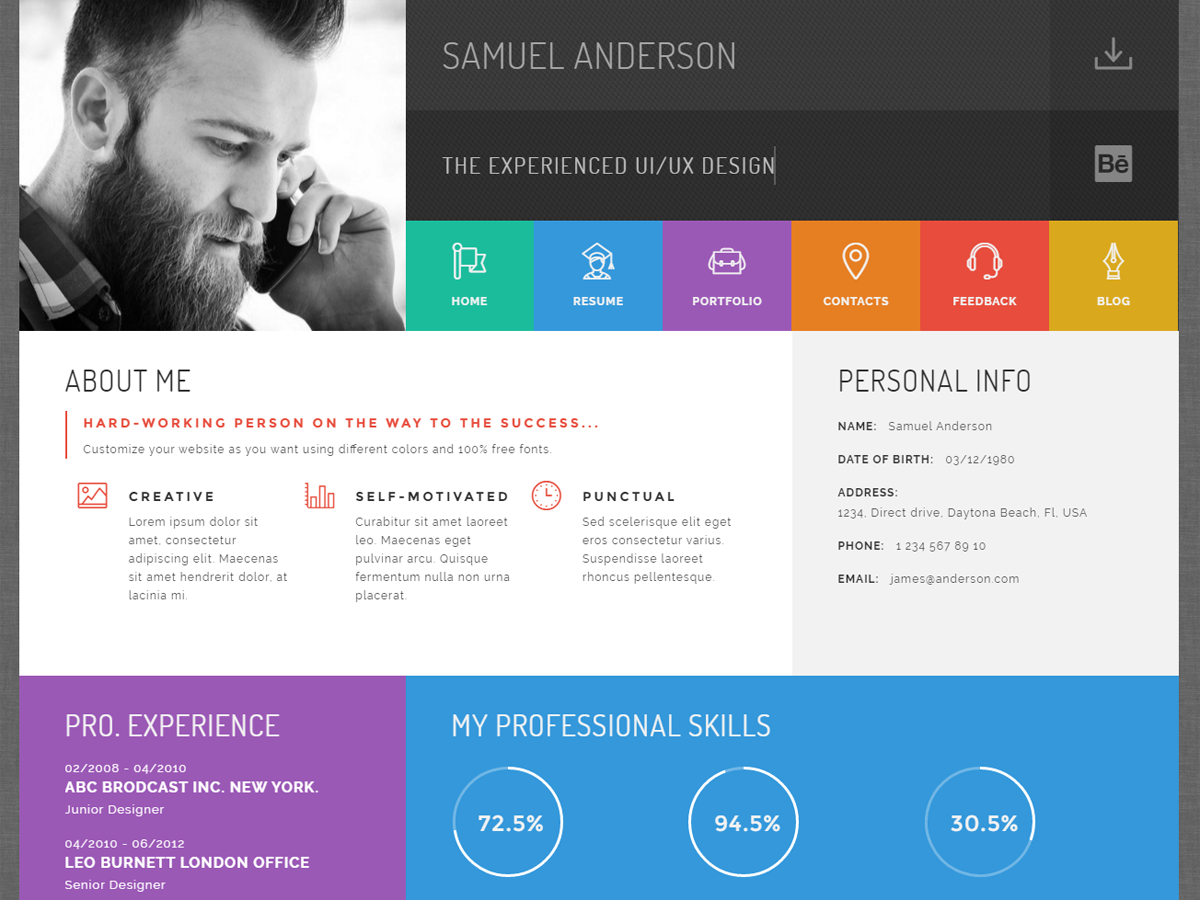 SAMUEL ANDERSON
THE EXPERIENCED UI/UX DESIGN
Bē
HOME
RESUME
PORTFOLIO
CONTACTS
FEEDBACK
BLOG
ABOUT ME
HARD-WORKING PERSON ON THE WAY TO THE SUCCESS...
Customize your website as you want using different colors and 100% free fonts.
CREATIVE
Lorem ipsum dolor sit
amet, consectetur
adipiscing elit. Maecenas
sit amet hendrerit dolor, at
lacinia mi.
SELF-MOTIVATED
Curabitur sit amet laoreet
leo. Maecenas eget
pulvinar arcu. Quisque
fermentum nulla non urna
placerat.
PUNCTUAL
Sed scelerisque elit eget
eros consectetur varius.
Suspendisse laoreet
rhoncus pellentesque.
PERSONAL INFO
NAME: Samuel Anderson
DATE OF BIRTH: 03/12/1980
ADDRESS:
1234, Direct drive, Daytona Beach, Fl, USA
PHONE: 1 234 567 89 10
EMAIL: james@anderson.com
PRO. EXPERIENCE
02/2008 - 04/2010
ABC BRODCAST INC. NEW YORK.
Junior Designer
04/2010 - 06/2012
LEO BURNETT LONDON OFFICE
Senior Designer
MY PROFESSIONAL SKILLS
72.5%
94.5%
30.5%